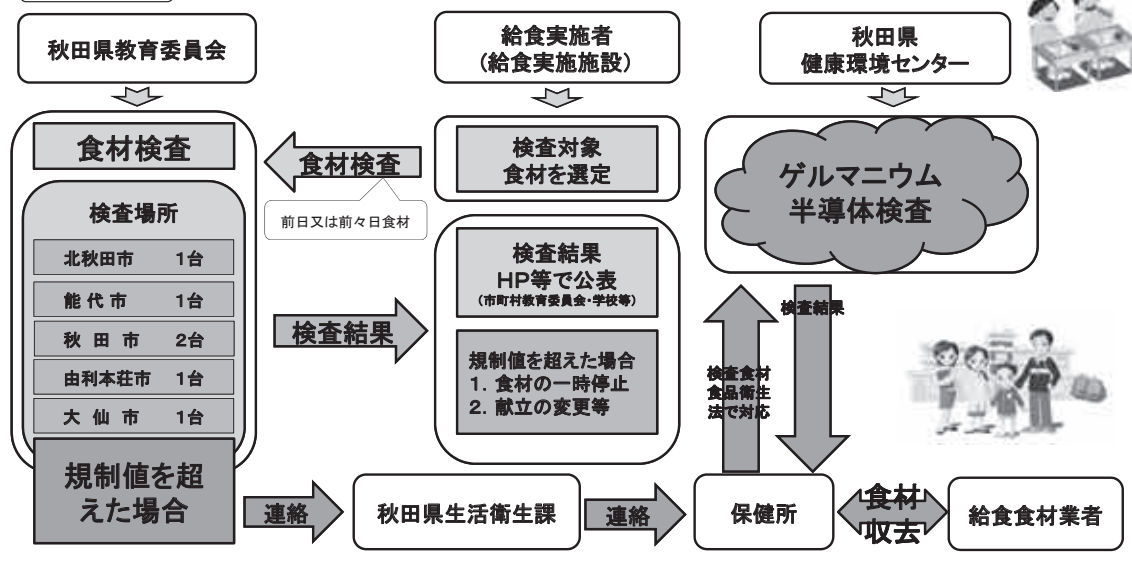 秋田県教育委員会
給食実施者
(給食実施施設)
秋田県
健康環境センター
食材検査
検査場所
北秋田市 1台
能代市 1台
秋田市 2台
由利本荘市 1台
大仙市 1台
規制値を超
えた場合
食材検査
前日又は前々日食材
検査対象
食材を選定
検査結果
検査結果
HP等で公表
(市町村教育委員会・学校等)
規制値を超えた場合
1. 食材の一時停止
2. 献立の変更等
ゲルマニウム
半導体検査
検査食材
食品衛生
法で対応
検査結果
連絡
秋田県生活衛生課
連絡
保健所
食材
収去
給食食材業者